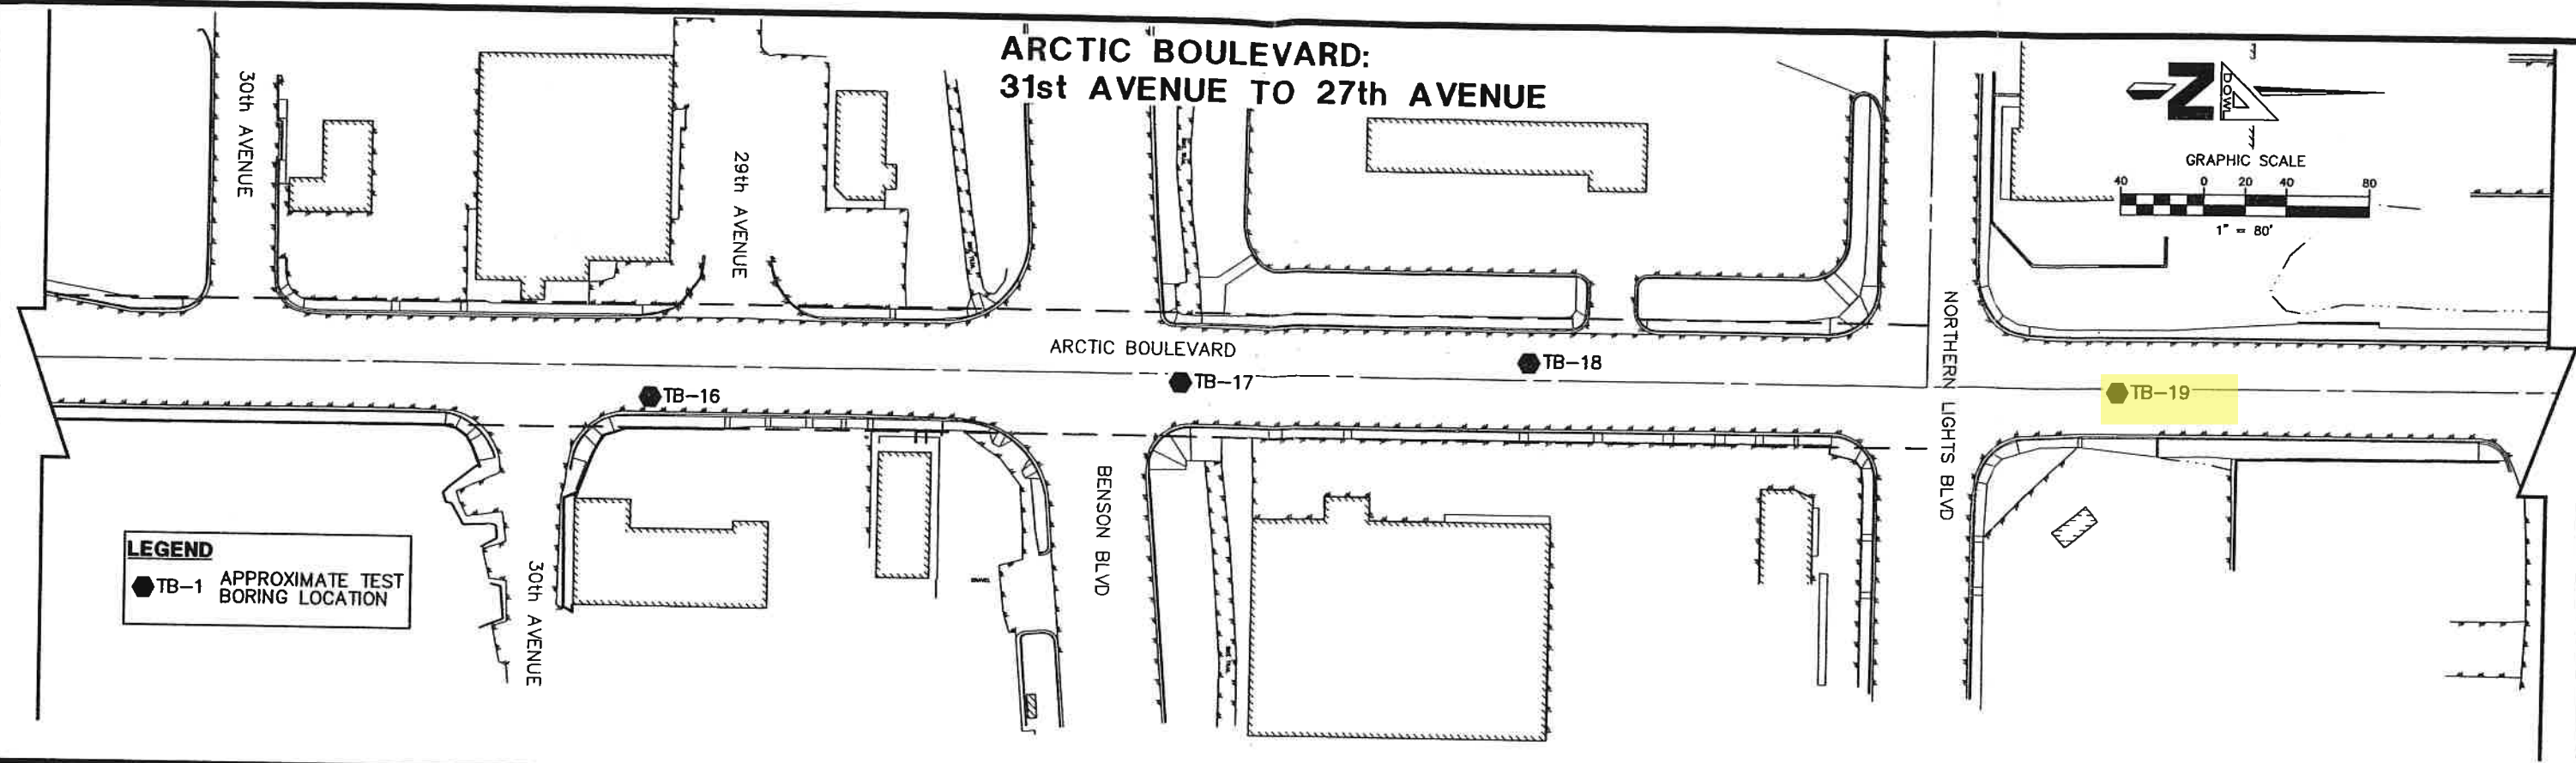 ARCTIC BOULEVARD:
31st AVENUE TO 27th AVENUE
30th AVENUE
29th AVENUE
N
DOWL
GRAPHIC SCALE
40 0 20 40 80
1" = 80'
ARCTIC BOULEVARD
TB-16
TB-17
TB-18
TB-19
NORTHERN LIGHTS BLVD
BENSON BLVD
30th AVENUE
LEGEND
TB-1 APPROXIMATE TEST
BORING LOCATION